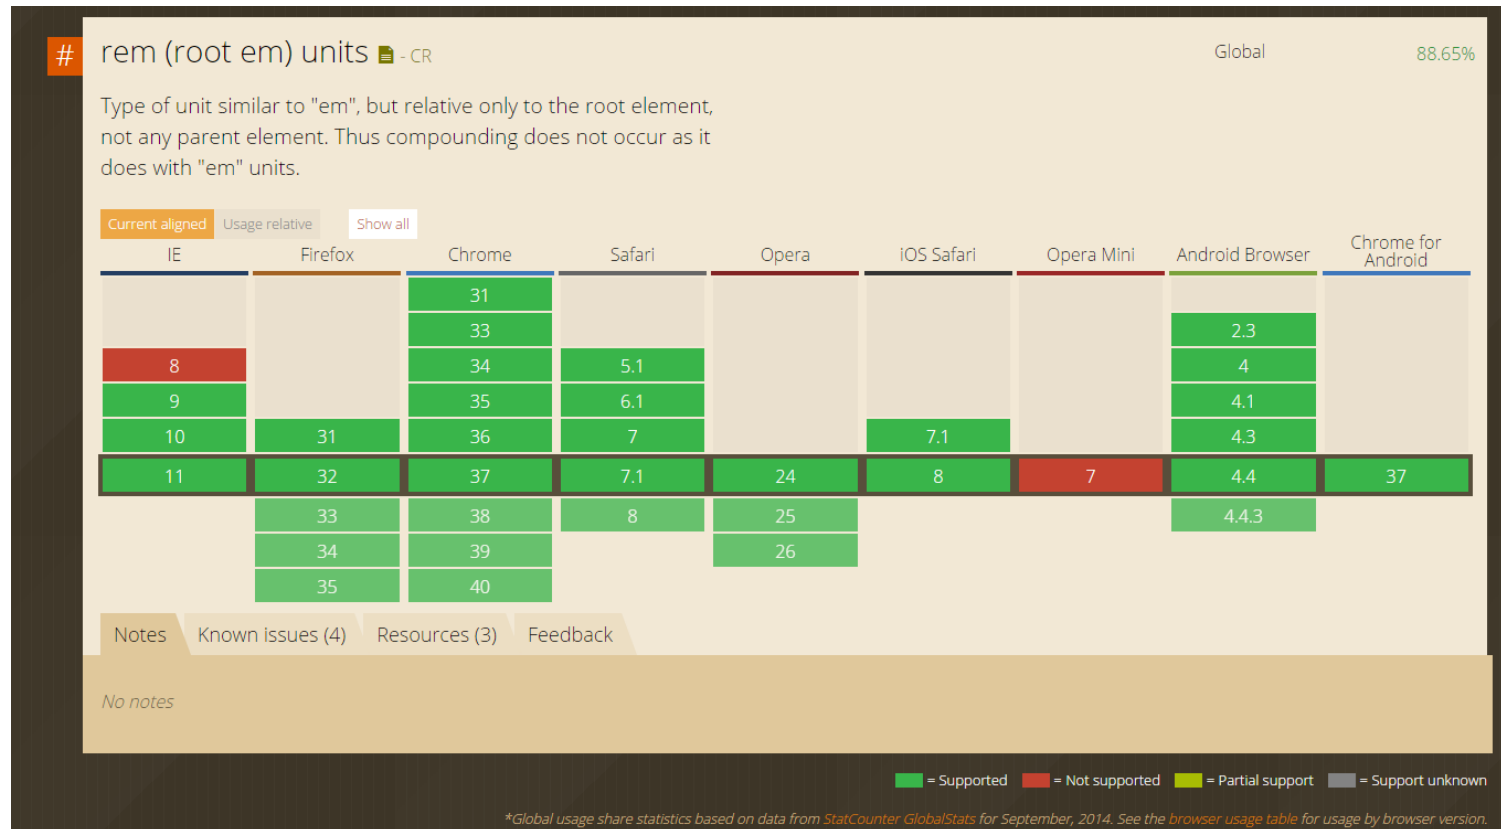 # rem (root em) units - CR Global 88.65%
Type of unit similar to "em", but relative only to the root element,
not any parent element. Thus compounding does not occur as it
does with "em" units.
Current aligned Usage relative Show all
IE Firefox Chrome Safari Opera iOS Safari Opera Mini Android Browser Chrome for Android
31
33 2.3
8 34 5.1 4
9 35 6.1 4.1
10 31 36 7 7.1 4.3
11 32 37 7.1 24 8 7 4.4 37
33 38 8 25 4.4.3
34 39 26
35 40
Notes Known issues (4) Resources (3) Feedback
No notes
= Supported = Not supported = Partial support = Support unknown
*Global usage share statistics based on data from StatCounter GlobalStats for September, 2014. See the browser usage table for usage by browser version.